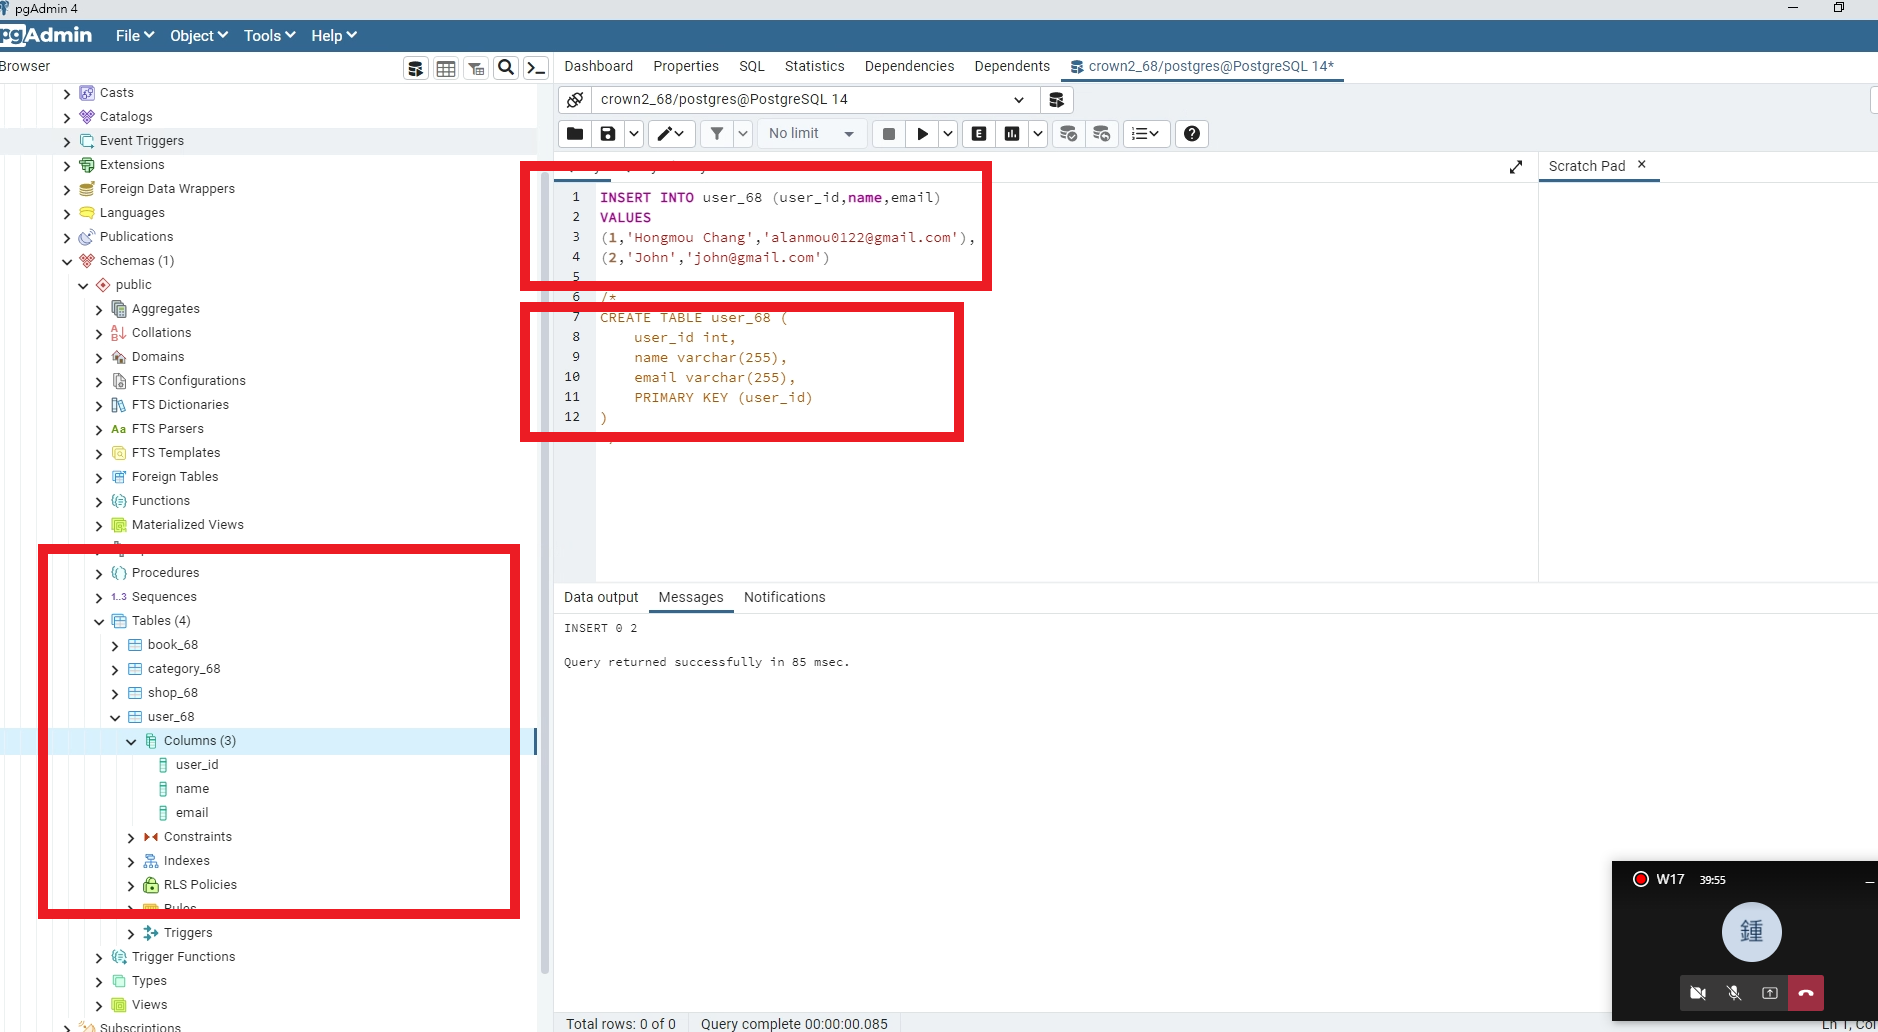 pgAdmin 4
pgAdmin File Object Tools Help
Browser
Dashboard Properties SQL Statistics Dependencies Dependents crown2_68/postgres@PostgreSQL 14*
Casts
Catalogs
Event Triggers
Extensions
Foreign Data Wrappers
Languages
Publications
Schemas (1)
public
Aggregates
Collations
Domains
FTS Configurations
FTS Dictionaries
Aa FTS Parsers
FTS Templates
Foreign Tables
Functions
Materialized Views
Procedures
1..3 Sequences
Tables (4)
book_68
category_68
shop_68
user_68
Columns (3)
user_id
name
email
Constraints
Indexes
RLS Policies
Rules
Triggers
Trigger Functions
Types
Views
Subscriptions
crown2_68/postgres@PostgreSQL 14
No limit
E
Scratch Pad
1 INSERT INTO user_68 (user_id,name,email)
2 VALUES
3 (1,'Hongmou Chang','alanmou0122@gmail.com'),
4 (2,'John','john@gmail.com')
5
6 /*
7 CREATE TABLE user_68 (
8 user_id int,
9 name varchar(255),
10 email varchar(255),
11 PRIMARY KEY (user_id)
12 )
Data output Messages Notifications
INSERT 0 2
Query returned successfully in 85 msec.
Total rows: 0 of 0 Query complete 00:00:00.085
Ln 1, Col
W17 39:55
鍾